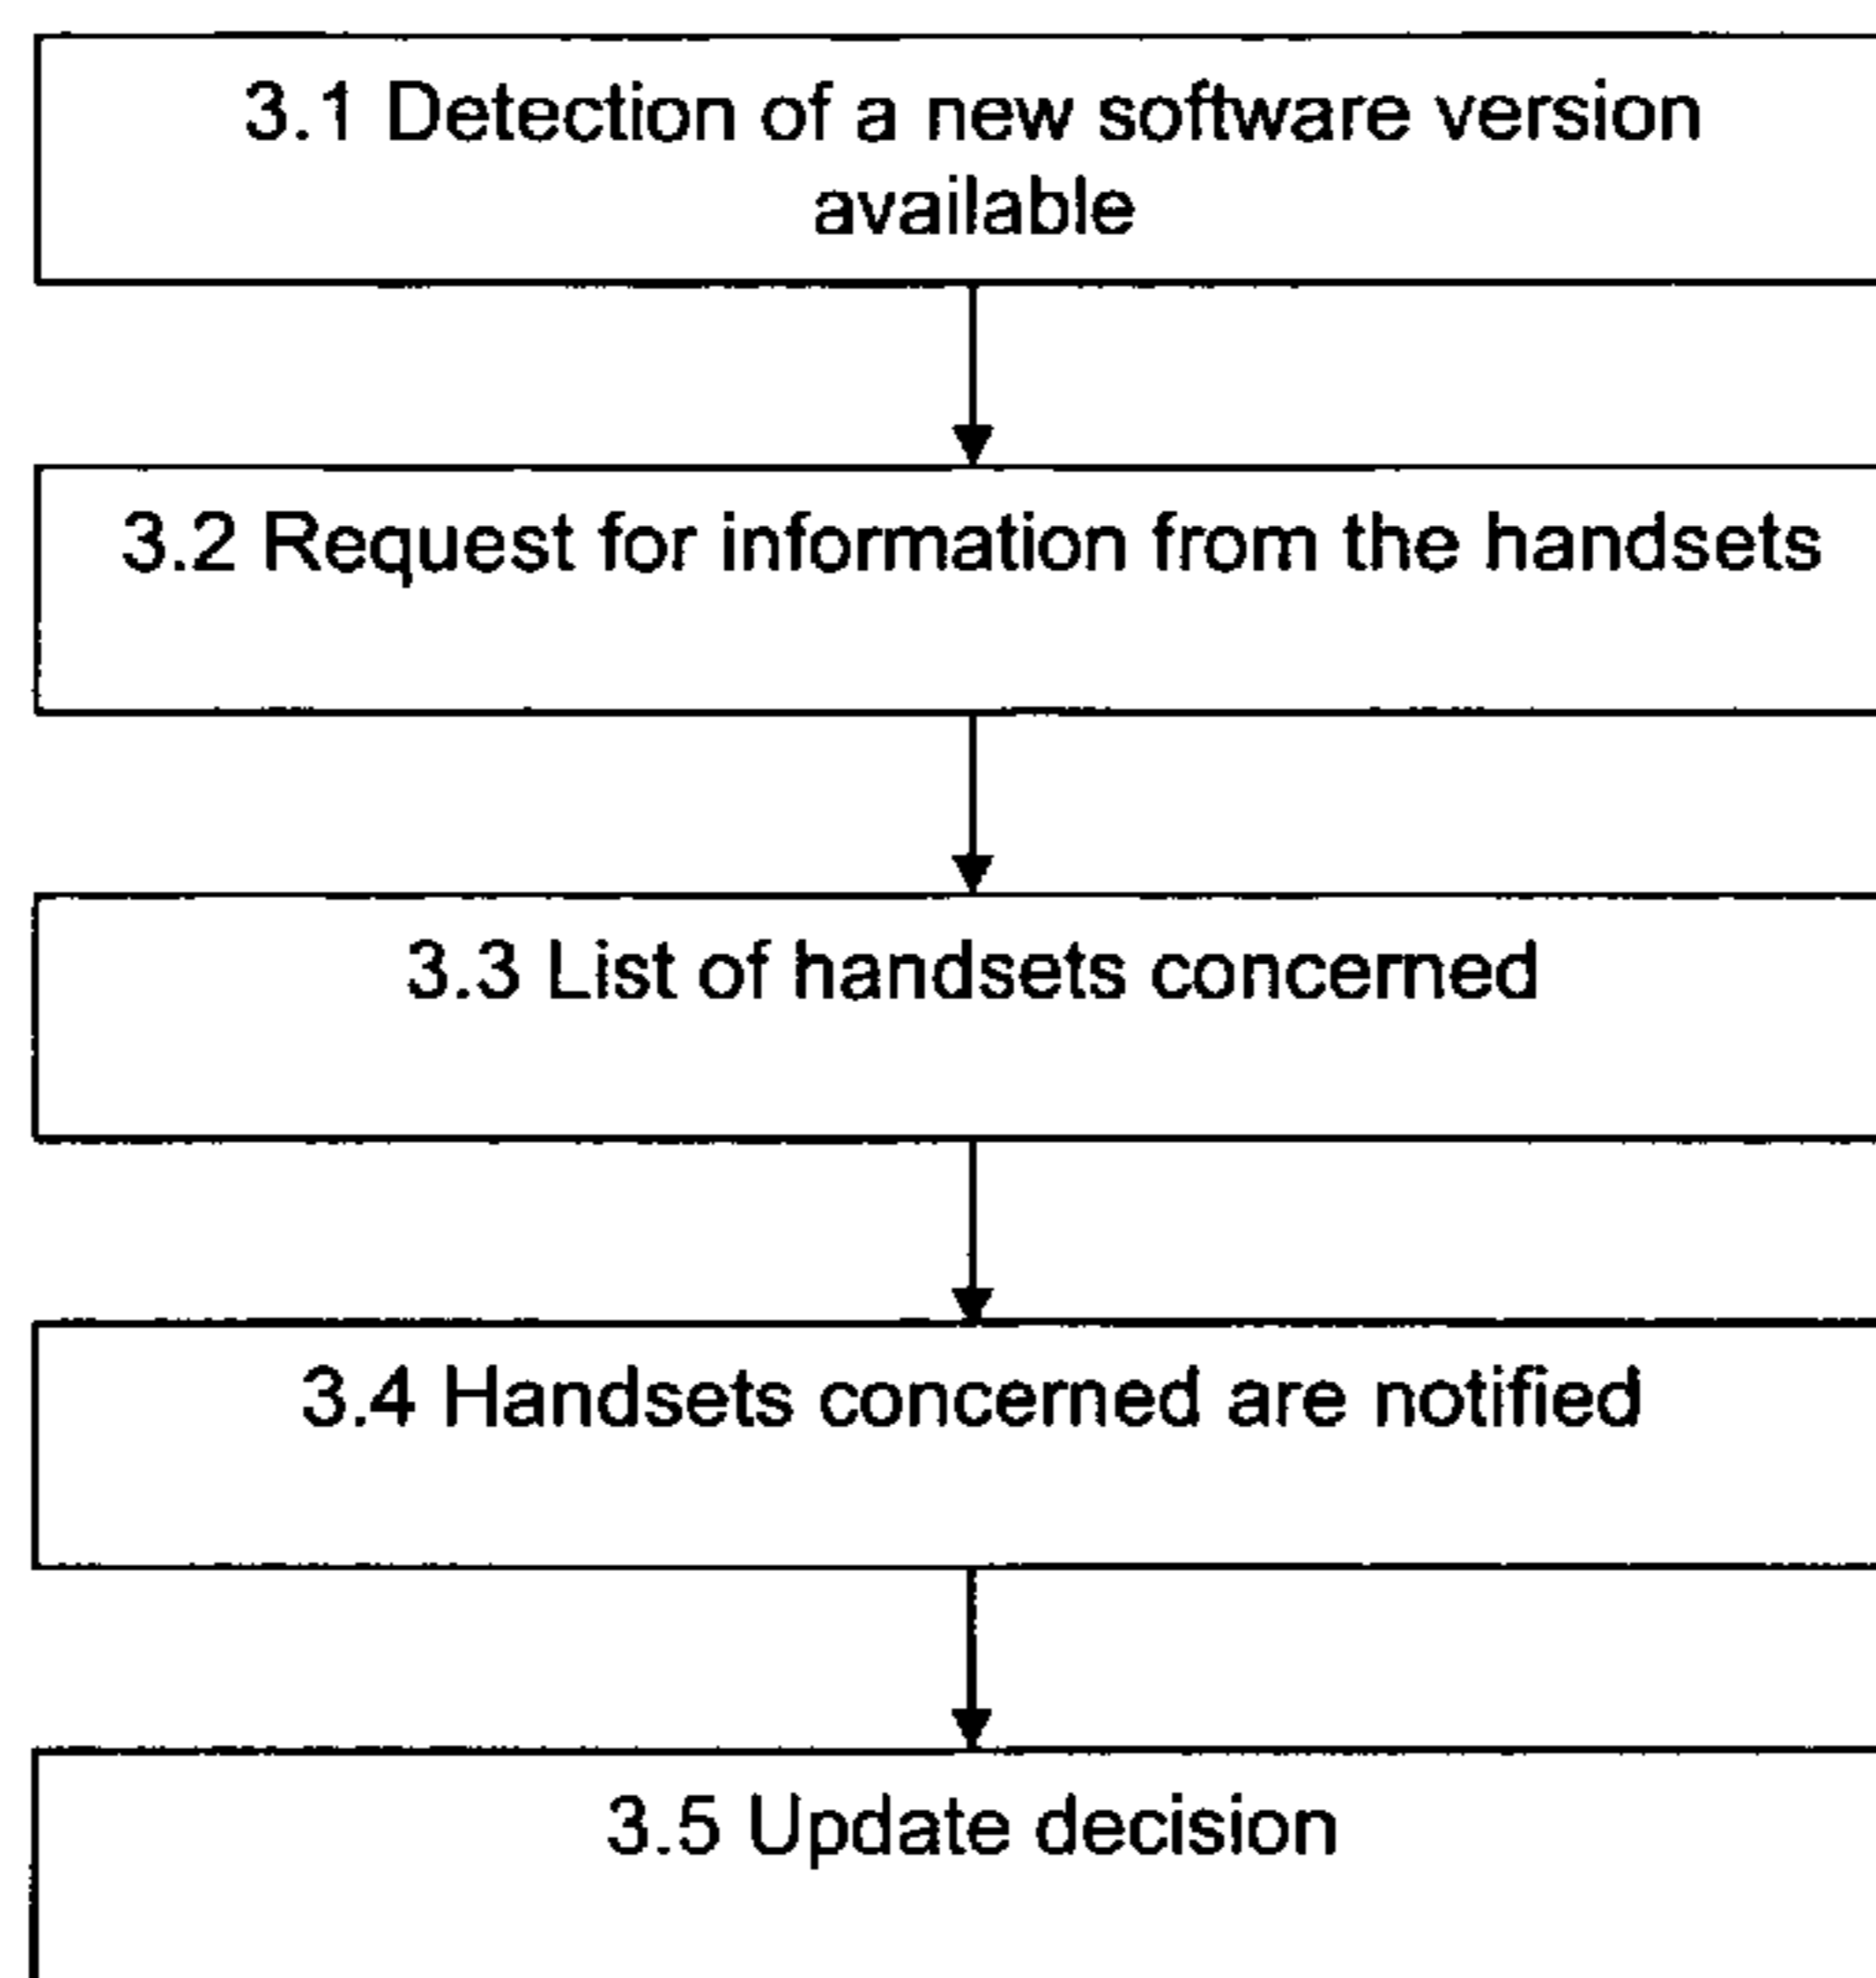 3.1 Detection of a new software version
available
3.2 Request for information from the handsets
3.3 List of handsets concerned
3.4 Handsets concerned are notified
3.5 Update decision